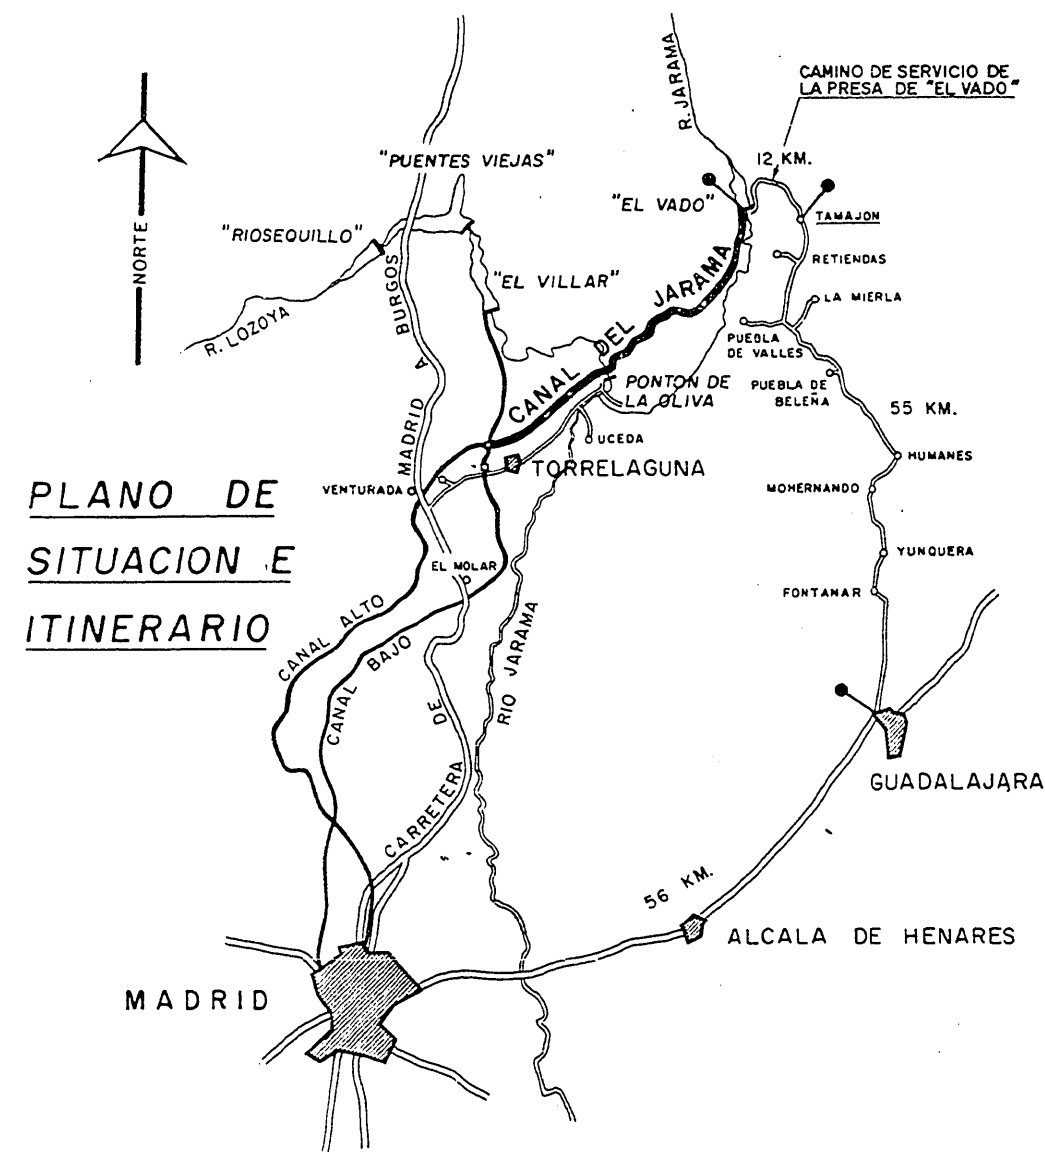 CAMINO DE SERVICIO DE
LA PRESA DE "EL VADO"
R. JARAMA
12 KM.
"PUENTES VIEJAS"
"EL VADO"
TAMAJON
NORTE
"RIOSEQUILLO"
RETIENDAS
"EL VILLAR"
LA MIERLA
R. LOZOYA
CANAL DEL JARAMA
PUEBLA
DE VALLES
PUEBLA DE
BELEÑA
PONTON DE
LA OLIVA
55 KM.
UCEDA
TORRELAGUNA
HUMANES
VENTURADA
MOHERNANDO
PLANO DE
SITUACION E
ITINERARIO
YUNQUERA
EL MOLAR
FONTANAR
CANAL ALTO
CANAL BAJO
RIO JARAMA
CARRETERA DE MADRID A BURGOS
GUADALAJARA
56 KM.
ALCALA DE HENARES
MADRID